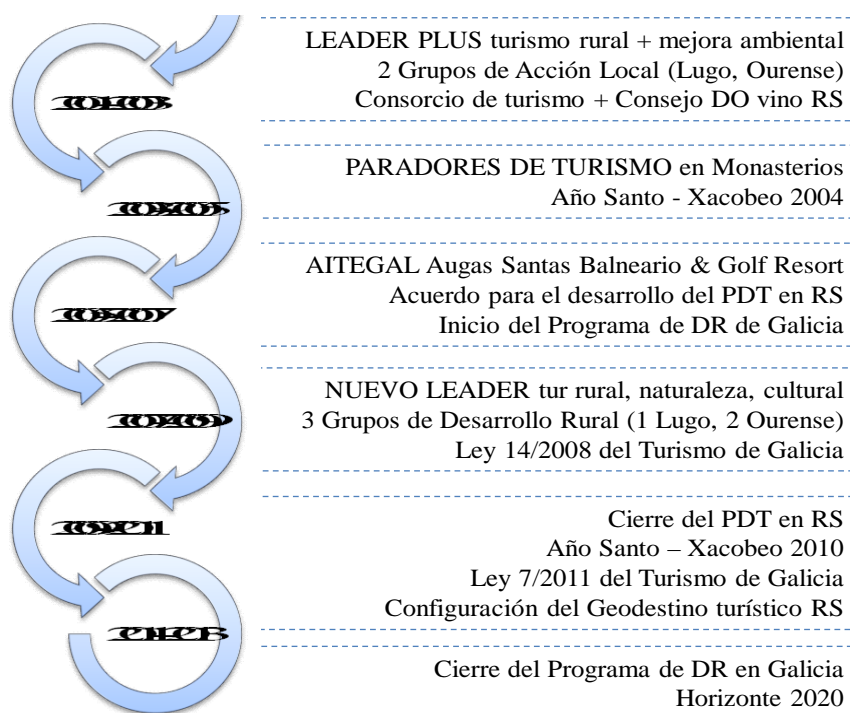 LEADER PLUS turismo rural + mejora ambiental
2 Grupos de Acción Local (Lugo, Ourense)
Consorcio de turismo + Consejo DO vino RS
PARADORES DE TURISMO en Monasterios
Año Santo - Xacobeo 2004
AITEGAL Augas Santas Balneario & Golf Resort
Acuerdo para el desarrollo del PDT en RS
Inicio del Programa de DR de Galicia
NUEVO LEADER tur rural, naturaleza, cultural
3 Grupos de Desarrollo Rural (1 Lugo, 2 Ourense)
Ley 14/2008 del Turismo de Galicia
Cierre del PDT en RS
Año Santo – Xacobeo 2010
Ley 7/2011 del Turismo de Galicia
Configuración del Geodestino turístico RS
Cierre del Programa de DR en Galicia
Horizonte 2020